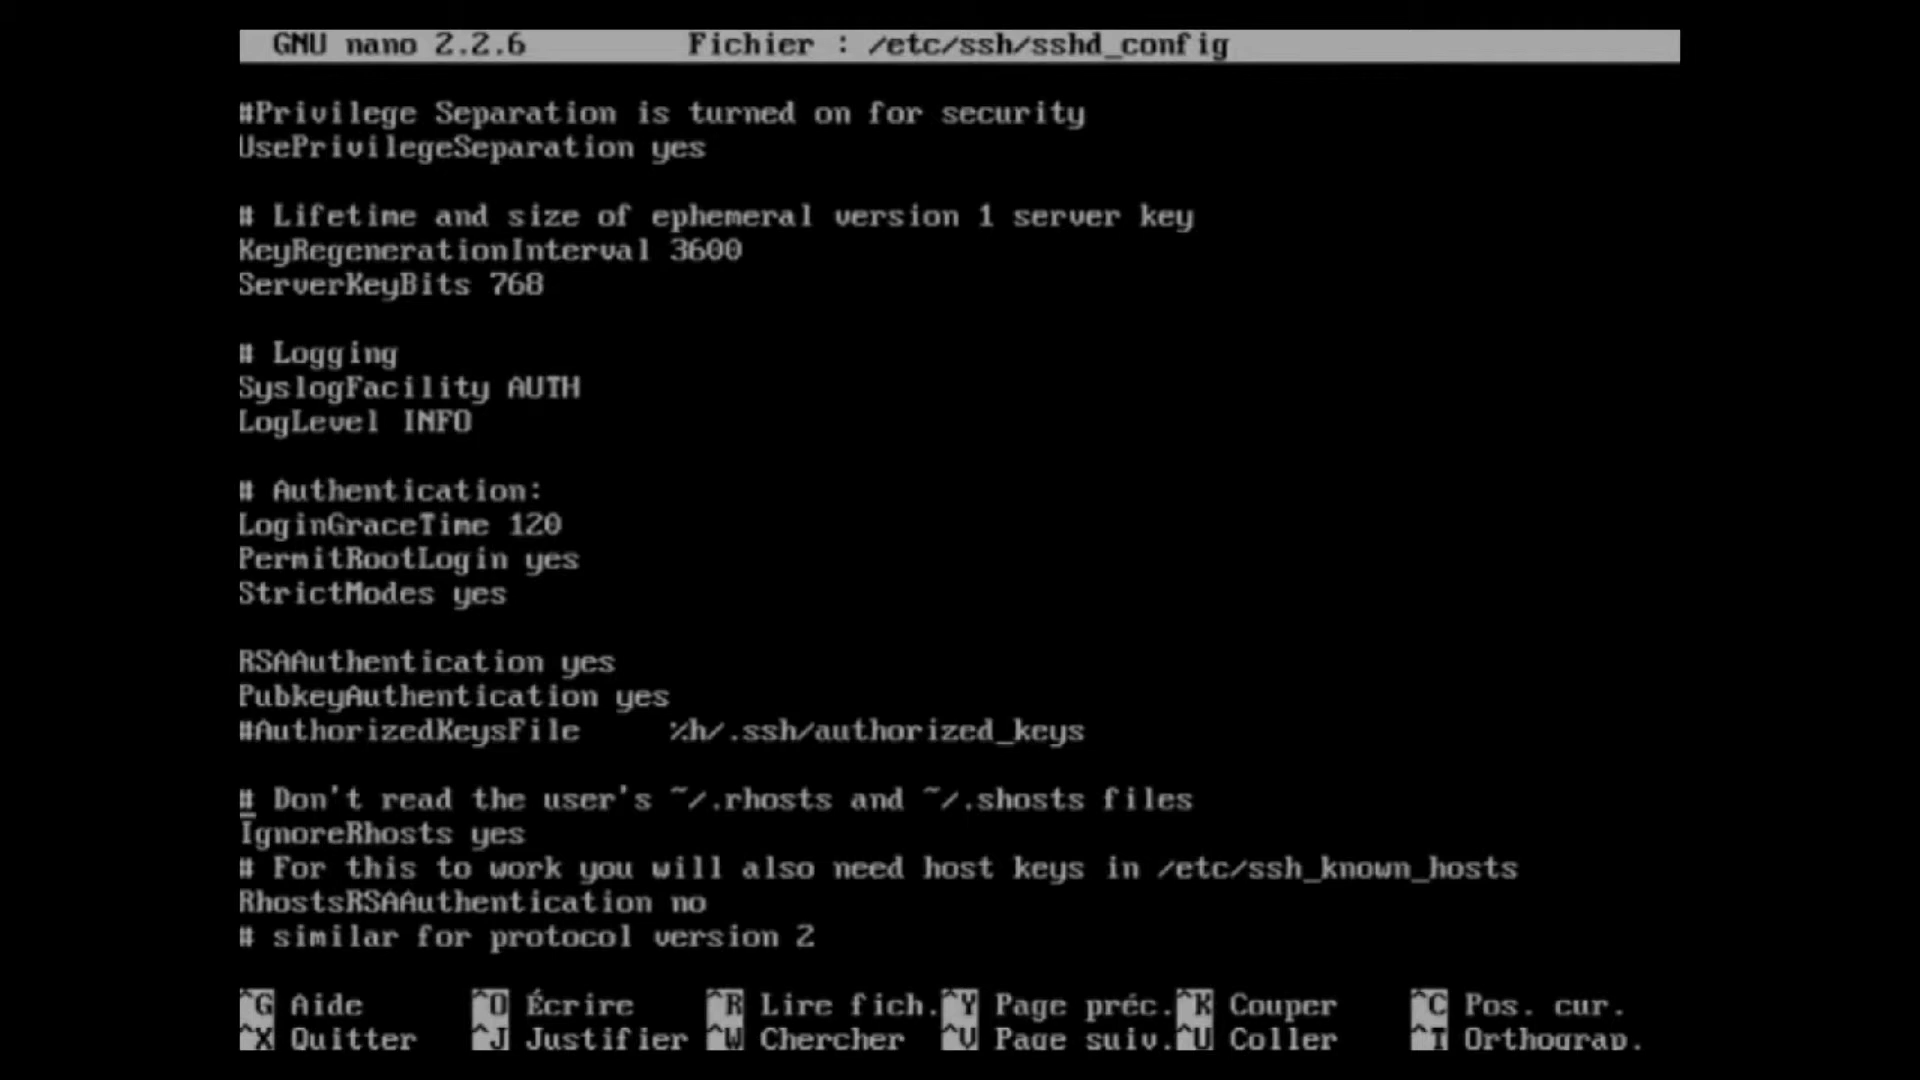 GNU nano 2.2.6 Fichier : /etc/ssh/sshd_config
#Privilege Separation is turned on for security
UsePrivilegeSeparation yes
# Lifetime and size of ephemeral version 1 server key
KeyRegenerationInterval 3600
ServerKeyBits 768
# Logging
SyslogFacility AUTH
LogLevel INFO
# Authentication:
LoginGraceTime 120
PermitRootLogin yes
StrictModes yes
RSAAuthentication yes
PubkeyAuthentication yes
#AuthorizedKeysFile %h/.ssh/authorized_keys
# Don't read the user's ~/.rhosts and ~/.shosts files
IgnoreRhosts yes
# For this to work you will also need host keys in /etc/ssh_known_hosts
RhostsRSAAuthentication no
# similar for protocol version 2
^G Aide ^O Écrire ^R Lire fich. ^Y Page préc. ^K Couper ^C Pos. cur.
^X Quitter ^J Justifier ^W Chercher ^V Page suiv. ^U Coller ^T Orthograp.